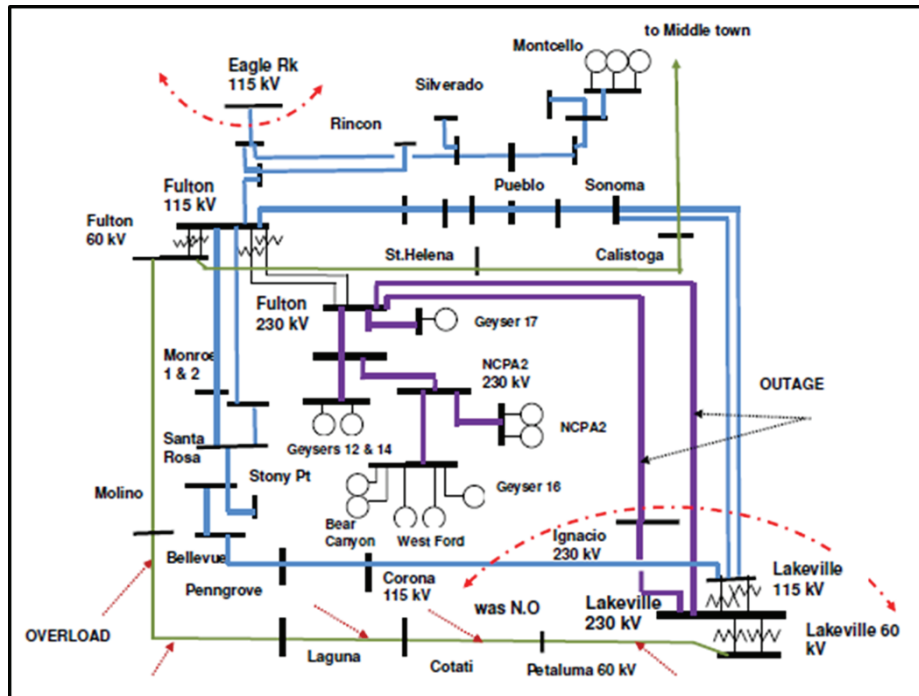 to Middle town
Montcello
Eagle Rk
115 kV
Silverado
Rincon
Fulton
115 kV
Pueblo
Sonoma
Fulton
60 kV
St.Helena
Calistoga
Fulton
230 kV
Geyser 17
Monroe
1 & 2
NCPA2
230 kV
OUTAGE
NCPA2
Geysers 12 & 14
Santa
Rosa
Stony Pt
Geyser 16
Molino
Bear
Canyon
West Ford
Ignacio
230 kV
Bellevue
Penngrove
Corona
115 kV
Lakeville
115 kV
was N.O
Lakeville
230 kV
OVERLOAD
Lakeville 60
kV
Laguna
Cotati
Petaluma 60 kV